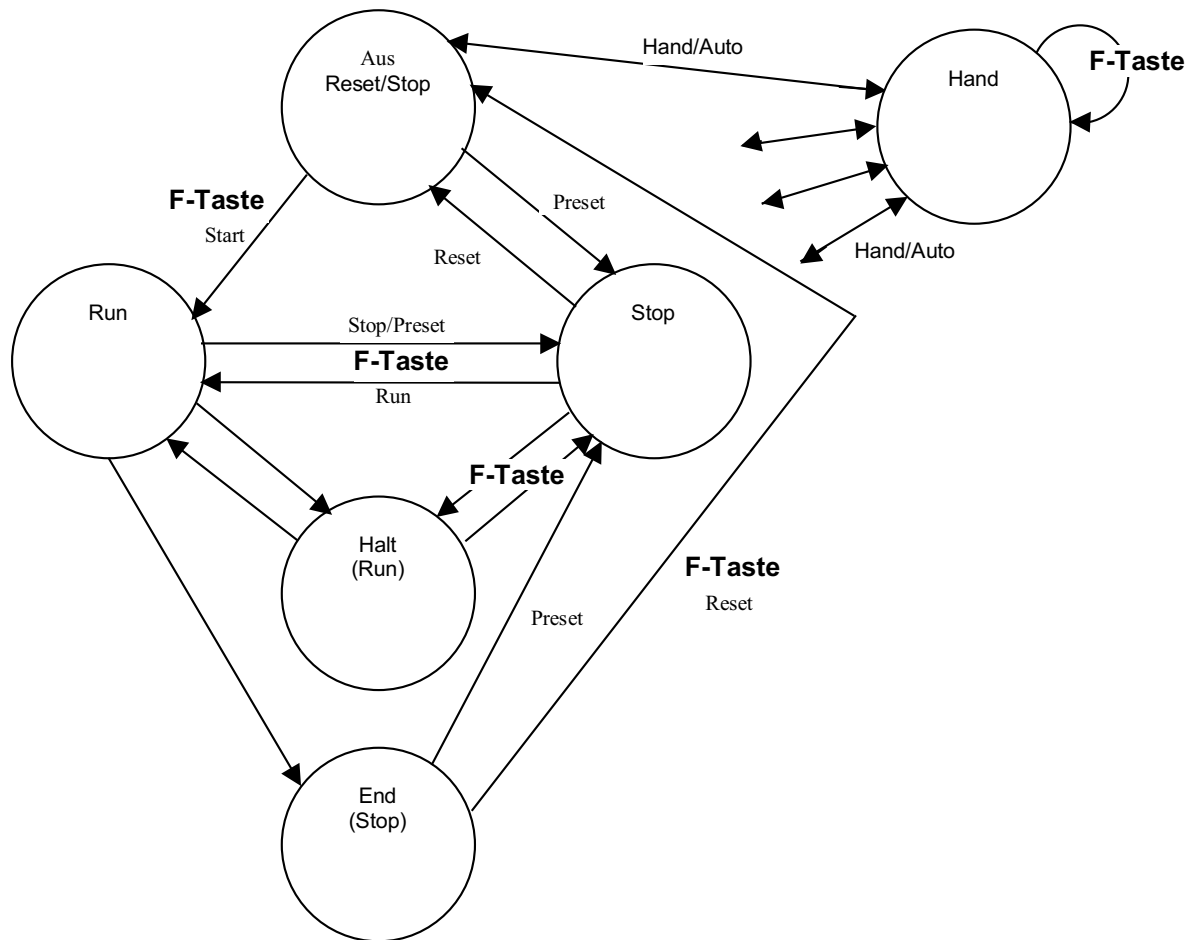 Hand/Auto
F-Taste
Aus
Reset/Stop
Hand
F-Taste
Start
Preset
Reset
Hand/Auto
Run
Stop
Stop/Preset
F-Taste
Run
F-Taste
Halt
(Run)
F-Taste
Reset
Preset
End
(Stop)